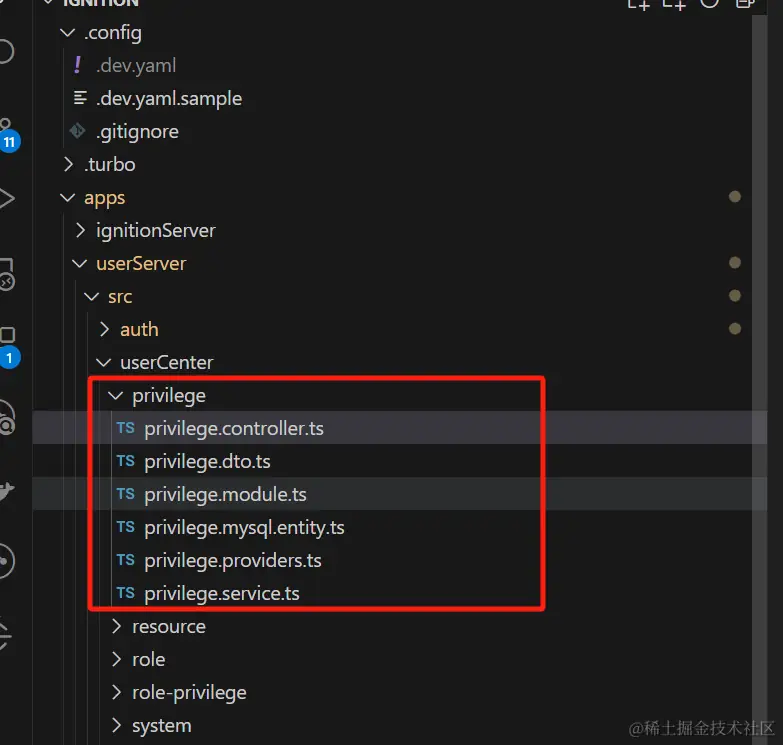 IGNITION
.config
! .dev.yaml
.dev.yaml.sample
.gitignore
.turbo
apps
ignitionServer
userServer
src
auth
userCenter
privilege
TS privilege.controller.ts
TS privilege.dto.ts
TS privilege.module.ts
TS privilege.mysql.entity.ts
TS privilege.providers.ts
TS privilege.service.ts
resource
role
role-privilege
system
11
1
@稀土掘金技术社区